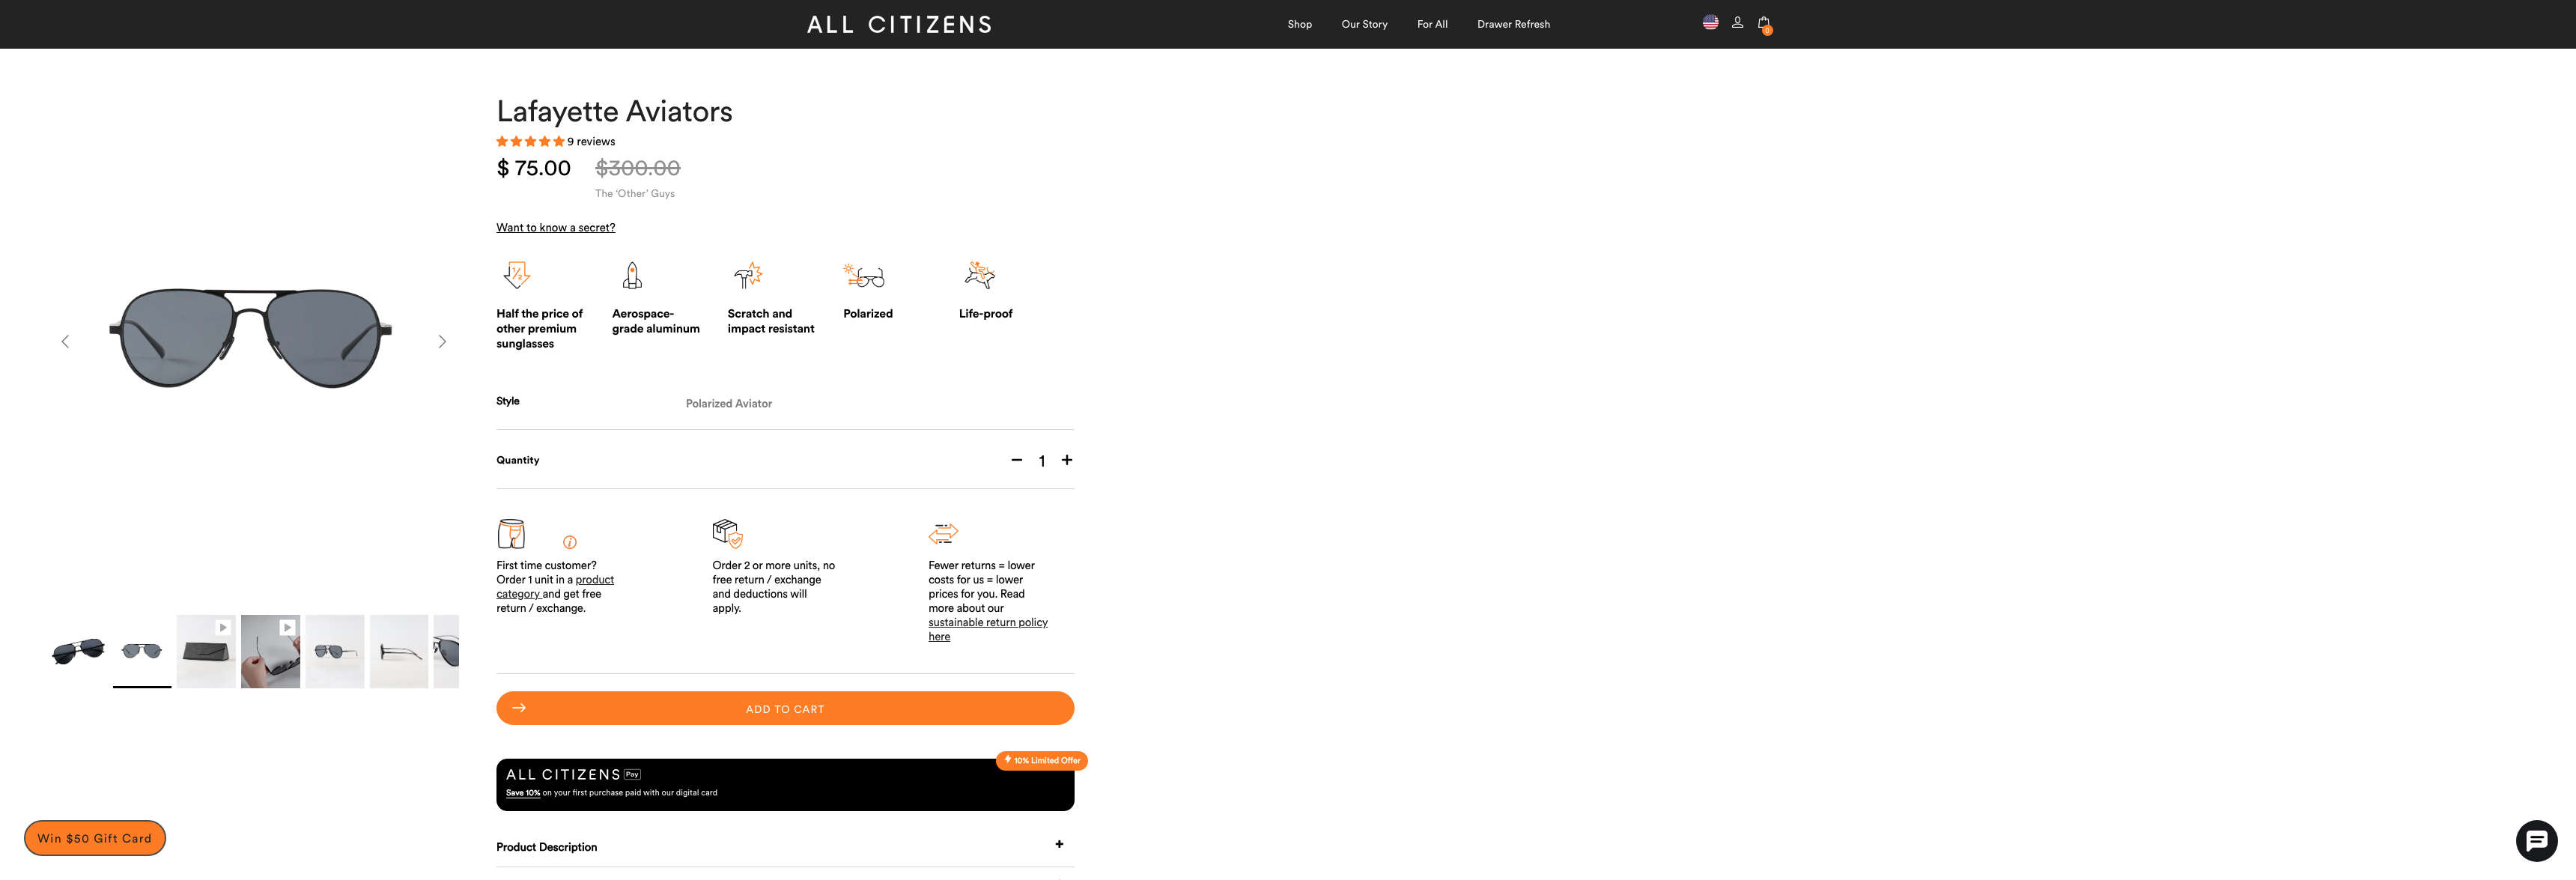 ALL CITIZENS
Shop Our Story For All Drawer Refresh
0
Lafayette Aviators
9 reviews
$ 75.00 $300.00
The ‘Other’ Guys
Want to know a secret?
1/2
Half the price of
other premium
sunglasses
Aerospace-
grade aluminum
Scratch and
impact resistant
Polarized
Life-proof
Style Polarized Aviator
Quantity 1
First time customer?
Order 1 unit in a product
category and get free
return / exchange.
Order 2 or more units, no
free return / exchange
and deductions will
apply.
Fewer returns = lower
costs for us = lower
prices for you. Read
more about our
sustainable return policy
here
ADD TO CART
10% Limited Offer
ALL CITIZENS Pay
Save 10% on your first purchase paid with our digital card
Win $50 Gift Card
Product Description +